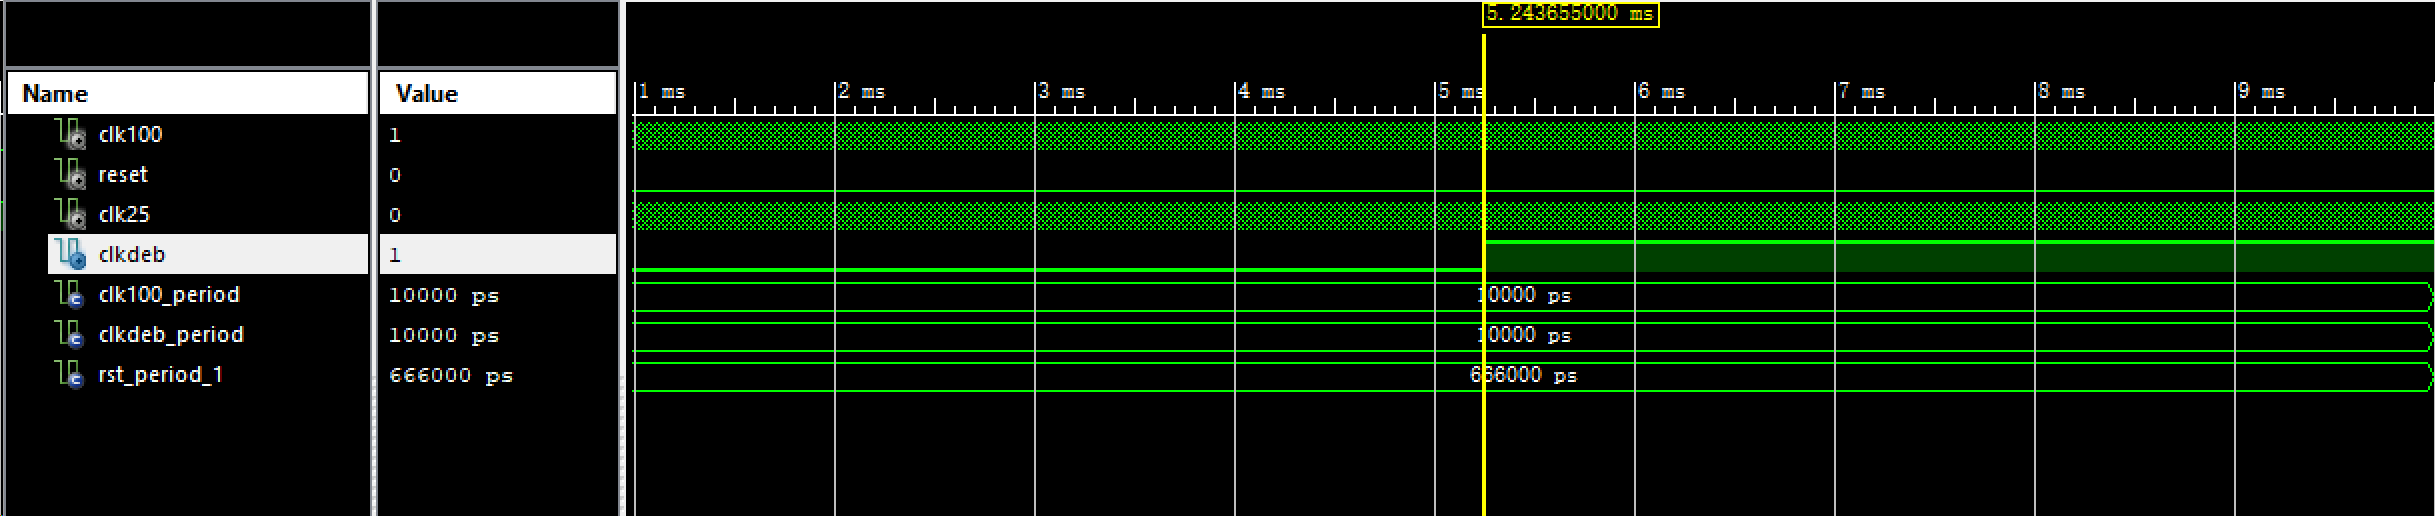 5.243655000 ms
Name Value 1 ms 2 ms 3 ms 4 ms 5 ms 6 ms 7 ms 8 ms 9 ms
clk100 1
reset 0
clk25 0
clkdeb 1
clk100_period 10000 ps 10000 ps
clkdeb_period 10000 ps 10000 ps
rst_period_1 666000 ps 666000 ps